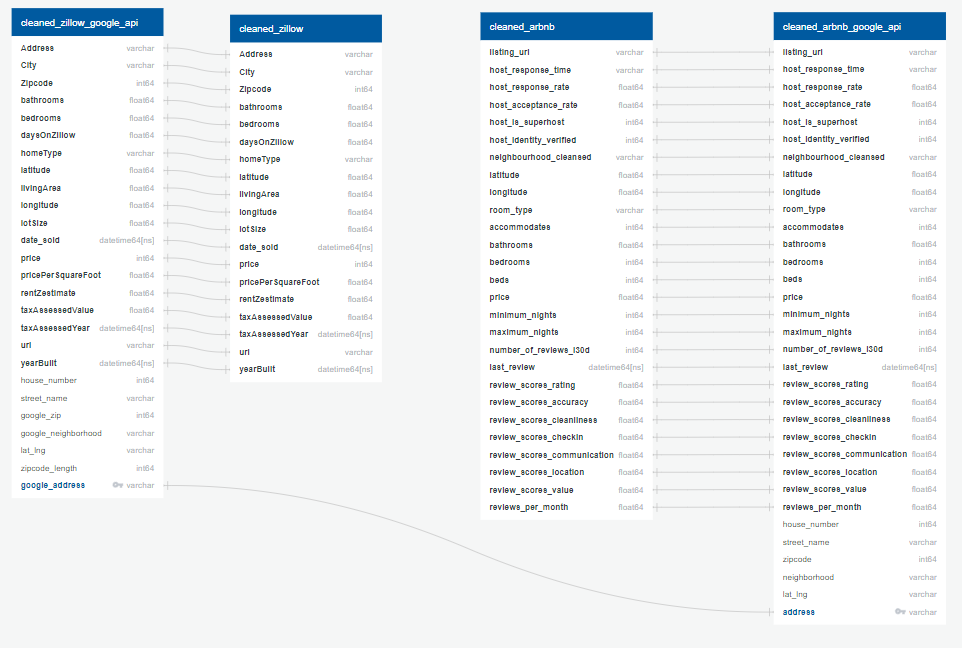 cleaned_zillow_google_api
Address varchar
City varchar
Zipcode int64
bathrooms float64
bedrooms float64
daysOnZillow float64
homeType varchar
latitude float64
livingArea float64
longitude float64
lotSize float64
date_sold datetime64[ns]
price int64
pricePerSquareFoot float64
rentZestimate float64
taxAssessedValue float64
taxAssessedYear datetime64[ns]
url varchar
yearBuilt datetime64[ns]
house_number int64
street_name varchar
google_zip int64
google_neighborhood varchar
lat_lng varchar
zipcode_length int64
google_address varchar
cleaned_zillow
Address varchar
City varchar
Zipcode int64
bathrooms float64
bedrooms float64
daysOnZillow float64
homeType varchar
latitude float64
livingArea float64
longitude float64
lotSize float64
date_sold datetime64[ns]
price int64
pricePerSquareFoot float64
rentZestimate float64
taxAssessedValue float64
taxAssessedYear datetime64[ns]
url varchar
yearBuilt datetime64[ns]
cleaned_arbnb
listing_url varchar
host_response_time varchar
host_response_rate float64
host_acceptance_rate float64
host_is_superhost int64
host_identity_verified int64
neighbourhood_cleansed varchar
latitude float64
longitude float64
room_type varchar
accommodates int64
bathrooms float64
bedrooms int64
beds int64
price float64
minimum_nights int64
maximum_nights int64
number_of_reviews_l30d int64
last_review datetime64[ns]
review_scores_rating float64
review_scores_accuracy float64
review_scores_cleanliness float64
review_scores_checkin float64
review_scores_communication float64
review_scores_location float64
review_scores_value float64
reviews_per_month float64
cleaned_arbnb_google_api
listing_url varchar
host_response_time varchar
host_response_rate float64
host_acceptance_rate float64
host_is_superhost int64
host_identity_verified int64
neighbourhood_cleansed varchar
latitude float64
longitude float64
room_type varchar
accommodates int64
bathrooms float64
bedrooms int64
beds int64
price float64
minimum_nights int64
maximum_nights int64
number_of_reviews_l30d int64
last_review datetime64[ns]
review_scores_rating float64
review_scores_accuracy float64
review_scores_cleanliness float64
review_scores_checkin float64
review_scores_communication float64
review_scores_location float64
review_scores_value float64
reviews_per_month float64
house_number int64
street_name varchar
zipcode int64
neighborhood varchar
lat_lng varchar
address varchar